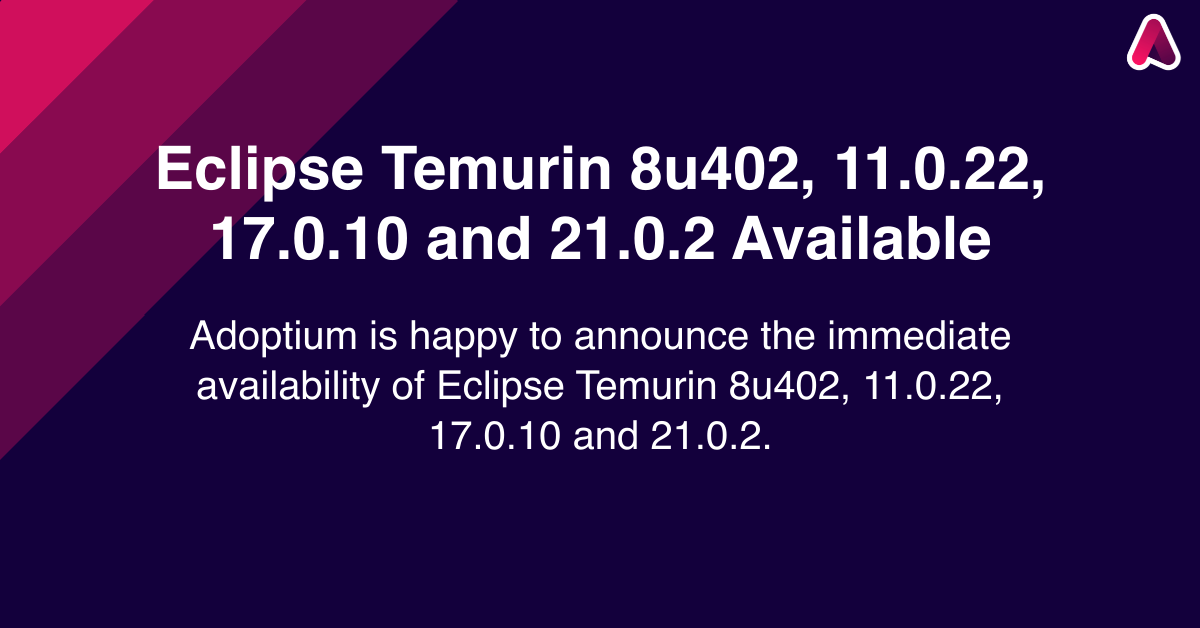 Eclipse Temurin 8u402, 11.0.22,
17.0.10 and 21.0.2 Available
Adoptium is happy to announce the immediate
availability of Eclipse Temurin 8u402, 11.0.22,
17.0.10 and 21.0.2.